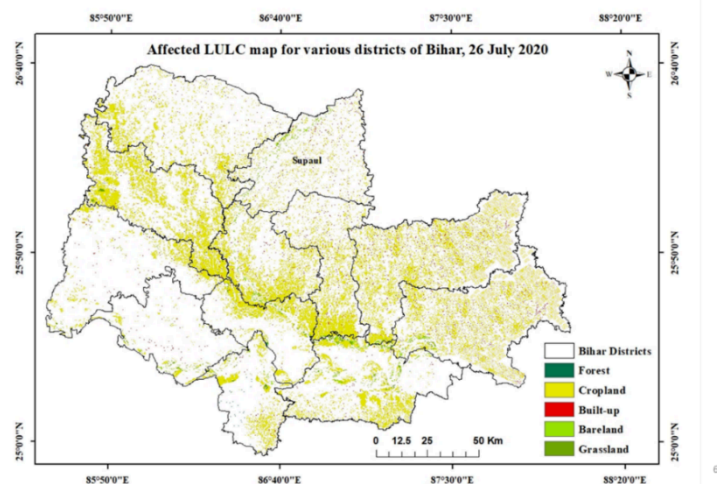 85°50'0"E 86°40'0"E 87°30'0"E 88°20'0"E
Affected LULC map for various districts of Bihar, 26 July 2020
N
W E
S
26°40'0"N 26°40'0"N
Supaul
25°50'0"N 25°50'0"N
Bihar Districts
Forest
Cropland
Built-up
Bareland
Grassland
0 12.5 25 50 Km
25°0'0"N 25°0'0"N
85°50'0"E 86°40'0"E 87°30'0"E 88°20'0"E